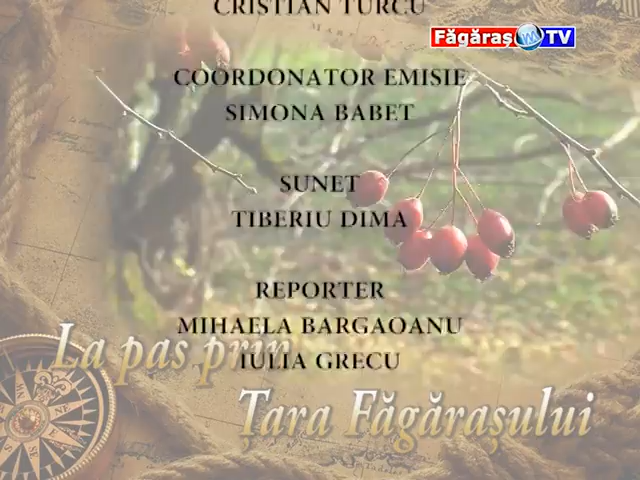 CRISTIAN TURCU
Făgăraș TV
COORDONATOR EMISIE
SIMONA BABET
SUNET
TIBERIU DIMA
REPORTER
MIHAELA BARGAOANU
IULIA GRECU
La pas prin
Țara Făgărașului